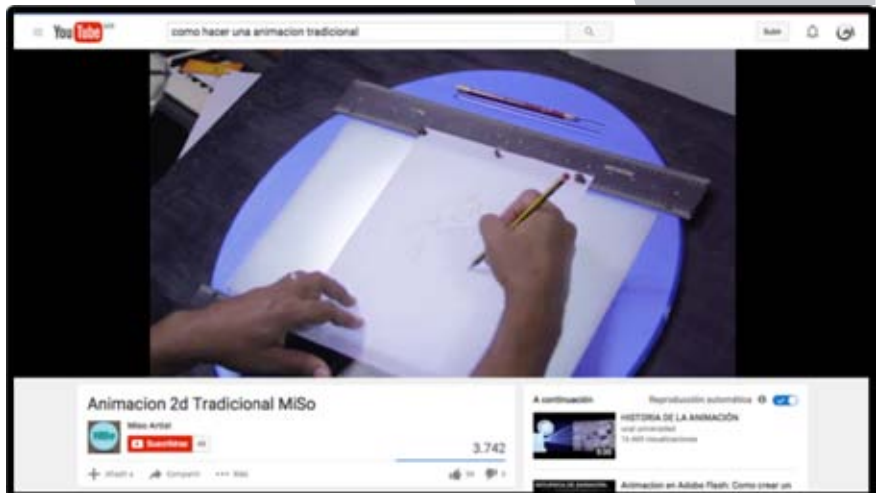 YouTube
como hacer una animacion tradicional
Subir
Animacion 2d Tradicional MiSo
Miso Artist
Suscribirse
3.742
Añadir a
Compartir
Más
A continuación
Reproducción automática
HISTORIA DE LA ANIMACIÓN
Animacion en Adobe Flash: Como crear un